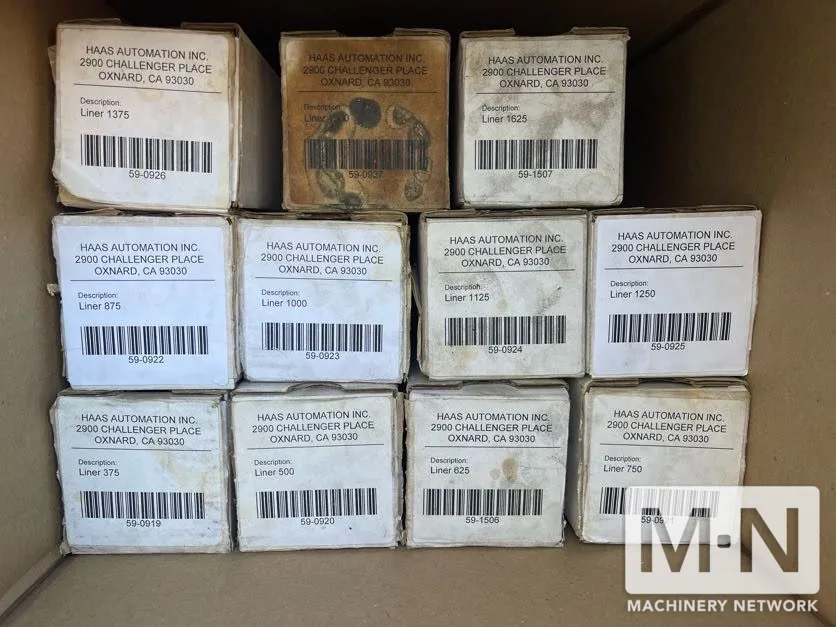 HAAS AUTOMATION INC.
2900 CHALLENGER PLACE
OXNARD, CA 93030
Description:
Liner 1375
59-0926
HAAS AUTOMATION INC.
2900 CHALLENGER PLACE
OXNARD, CA 93030
Description:
59-0937
HAAS AUTOMATION INC.
2900 CHALLENGER PLACE
OXNARD, CA 93030
Description:
Liner 1625
59-1507
HAAS AUTOMATION INC.
2900 CHALLENGER PLACE
OXNARD, CA 93030
Description:
Liner 875
59-0922
HAAS AUTOMATION INC.
2900 CHALLENGER PLACE
OXNARD, CA 93030
Description:
Liner 1000
59-0923
HAAS AUTOMATION INC.
2900 CHALLENGER PLACE
OXNARD, CA 93030
Description:
Liner 1125
59-0924
HAAS AUTOMATION INC.
2900 CHALLENGER PLACE
OXNARD, CA 93030
Description:
Liner 1250
59-0925
HAAS AUTOMATION INC.
2900 CHALLENGER PLACE
OXNARD, CA 93030
Description:
Liner 375
59-0919
HAAS AUTOMATION INC.
2900 CHALLENGER PLACE
OXNARD, CA 93030
Description:
Liner 500
59-0920
HAAS AUTOMATION INC.
2900 CHALLENGER PLACE
OXNARD, CA 93030
Description:
Liner 625
59-1506
HAAS AUTOMATION INC.
2900 CHALLENGER PLACE
OXNARD, CA 93030
Description:
Liner 750
M·N
MACHINERY NETWORK